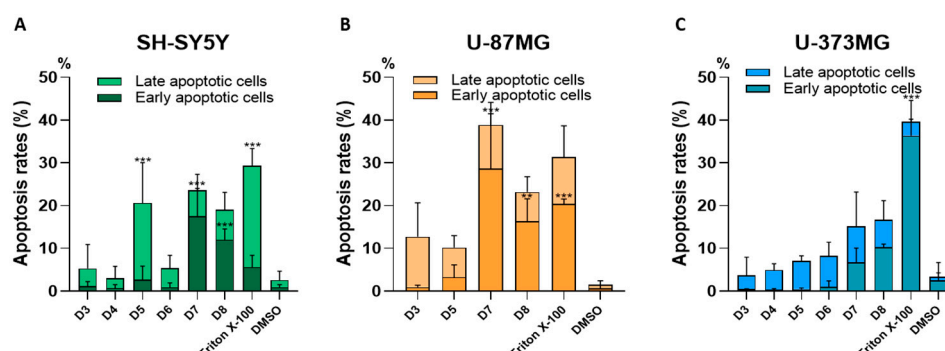 A
SH-SY5Y
%
50
40
30
20
10
0
Apoptosis rates (%)
Late apoptotic cells
Early apoptotic cells
***
***
***
***
D3
D4
D5
D6
D7
D8
Triton X-100
DMSO
B
U-87MG
%
50
40
30
20
10
0
Apoptosis rates (%)
Late apoptotic cells
Early apoptotic cells
***
**
***
D3
D5
D7
D8
Triton X-100
DMSO
C
U-373MG
%
50
40
30
20
10
0
Apoptosis rates (%)
Late apoptotic cells
Early apoptotic cells
***
D3
D4
D5
D6
D7
D8
Triton X-100
DMSO